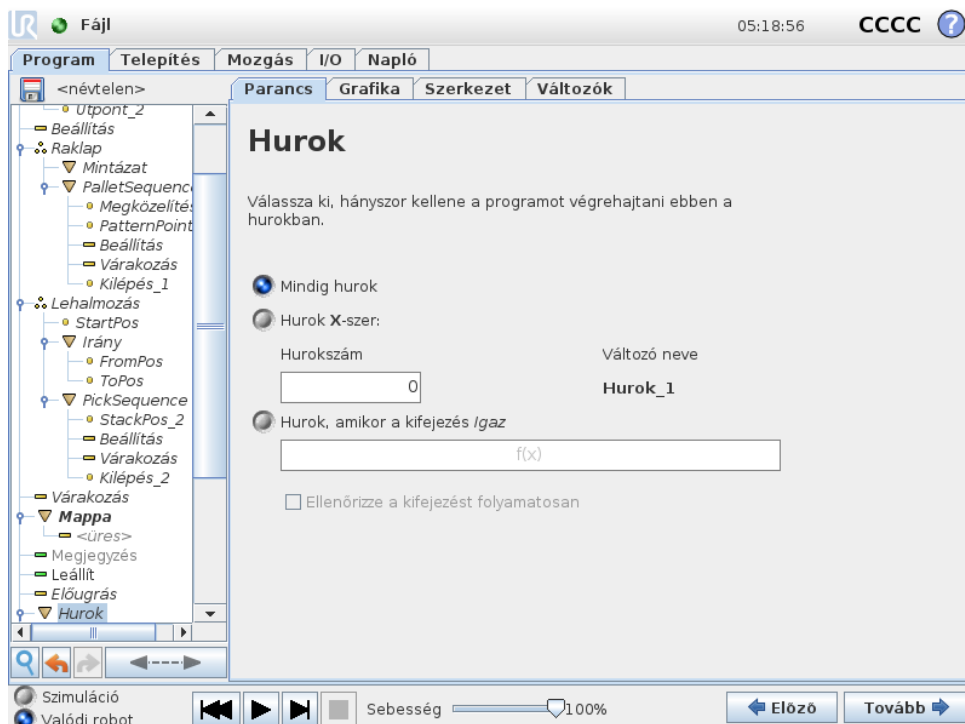 UR Fájl 05:18:56 CCCC ?
Program Telepítés Mozgás I/O Napló
<névtelen> Parancs Grafika Szerkezet Változók
Útpont_2
Beállítás
Raklap
Mintázat
PalletSequenc
Megközelítés
PatternPoint
Beállítás
Várakozás
Kilépés_1
Lehalmozás
StartPos
Irány
FromPos
ToPos
PickSequence
StackPos_2
Beállítás
Várakozás
Kilépés_2
Várakozás
Mappa
<üres>
Megjegyzés
Leállít
Előugrás
Hurok
Hurok
Válassza ki, hányszor kellene a programot végrehajtani ebben a
hurokban.
Mindig hurok
Hurok X-szer:
Hurokszám Változó neve
0 Hurok_1
Hurok, amikor a kifejezés Igaz
f(x)
Ellenőrizze a kifejezést folyamatosan
Szimuláció
Valódi robot
Sebesség 100%
Előző Tovább